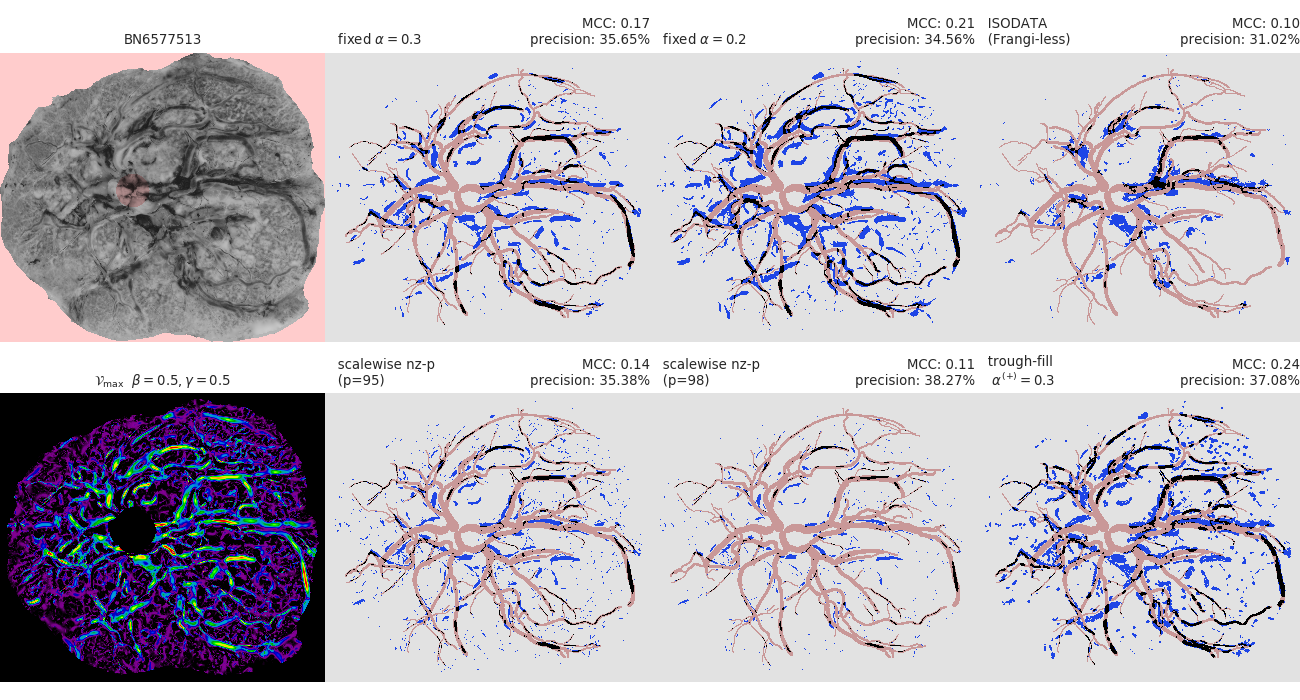 BN6577513
fixed α = 0.3
MCC: 0.17
precision: 35.65%
fixed α = 0.2
MCC: 0.21
precision: 34.56%
ISODATA
(Frangi-less)
MCC: 0.10
precision: 31.02%
𝒱max β = 0.5, γ = 0.5
scalewise nz-p
(p=95)
MCC: 0.14
precision: 35.38%
scalewise nz-p
(p=98)
MCC: 0.11
precision: 38.27%
trough-fill
α(+) = 0.3
MCC: 0.24
precision: 37.08%